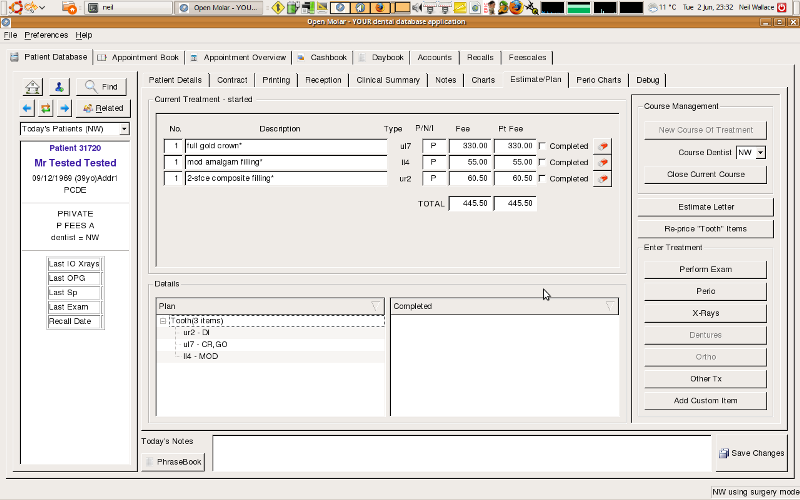 neil
Open Molar - YOU...
11 °C
Tue 2 Jun, 23:32
Neil Wallace
Open Molar - YOUR dental database application
File Preferences Help
Patient Database
Appointment Book
Appointment Overview
Cashbook
Daybook
Accounts
Recalls
Feescales
Find
Related
Today's Patients (NW)
Patient 31720
Mr Tested Tested
09/12/1969 (39yo)Addr1
PCDE
PRIVATE
P FEES A
dentist = NW
Last IO Xrays
Last OPG
Last Sp
Last Exam
Recall Date
Patient Details
Contract
Printing
Reception
Clinical Summary
Notes
Charts
Estimate/Plan
Perio Charts
Debug
Current Treatment - started
No. Description Type P/N/I Fee Pt Fee
1 full gold crown* ul7 P 330.00 330.00 Completed
1 mod amalgam filling* ll4 P 55.00 55.00 Completed
1 2-sfce composite filling* ur2 P 60.50 60.50 Completed
TOTAL 445.50 445.50
Details
Plan
Tooth(3 items)
ur2 - DI
ul7 - CR,GO
ll4 - MOD
Completed
Course Management
New Course Of Treatment
Course Dentist NW
Close Current Course
Estimate Letter
Re-price "Tooth" Items
Enter Treatment
Perform Exam
Perio
X-Rays
Dentures
Ortho
Other Tx
Add Custom Item
Today's Notes
PhraseBook
Save Changes
NW using surgery mode